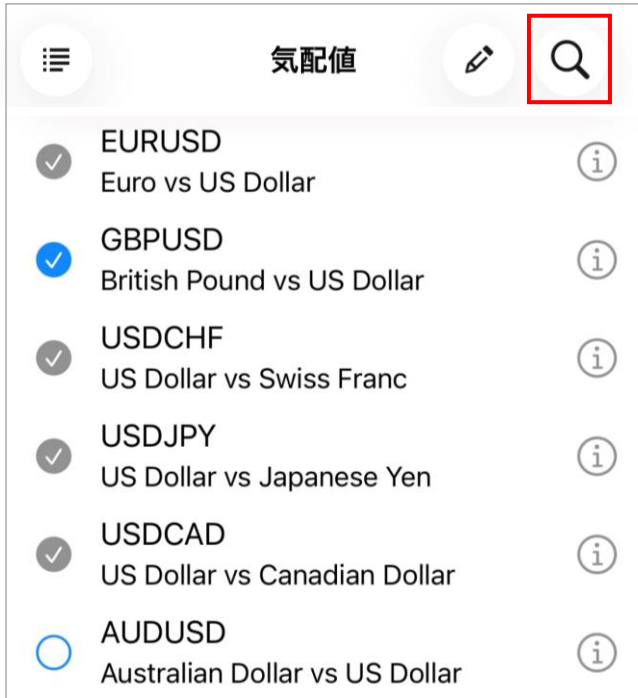 気配値
EURUSD
Euro vs US Dollar
GBPUSD
British Pound vs US Dollar
USDCHF
US Dollar vs Swiss Franc
USDJPY
US Dollar vs Japanese Yen
USDCAD
US Dollar vs Canadian Dollar
AUDUSD
Australian Dollar vs US Dollar